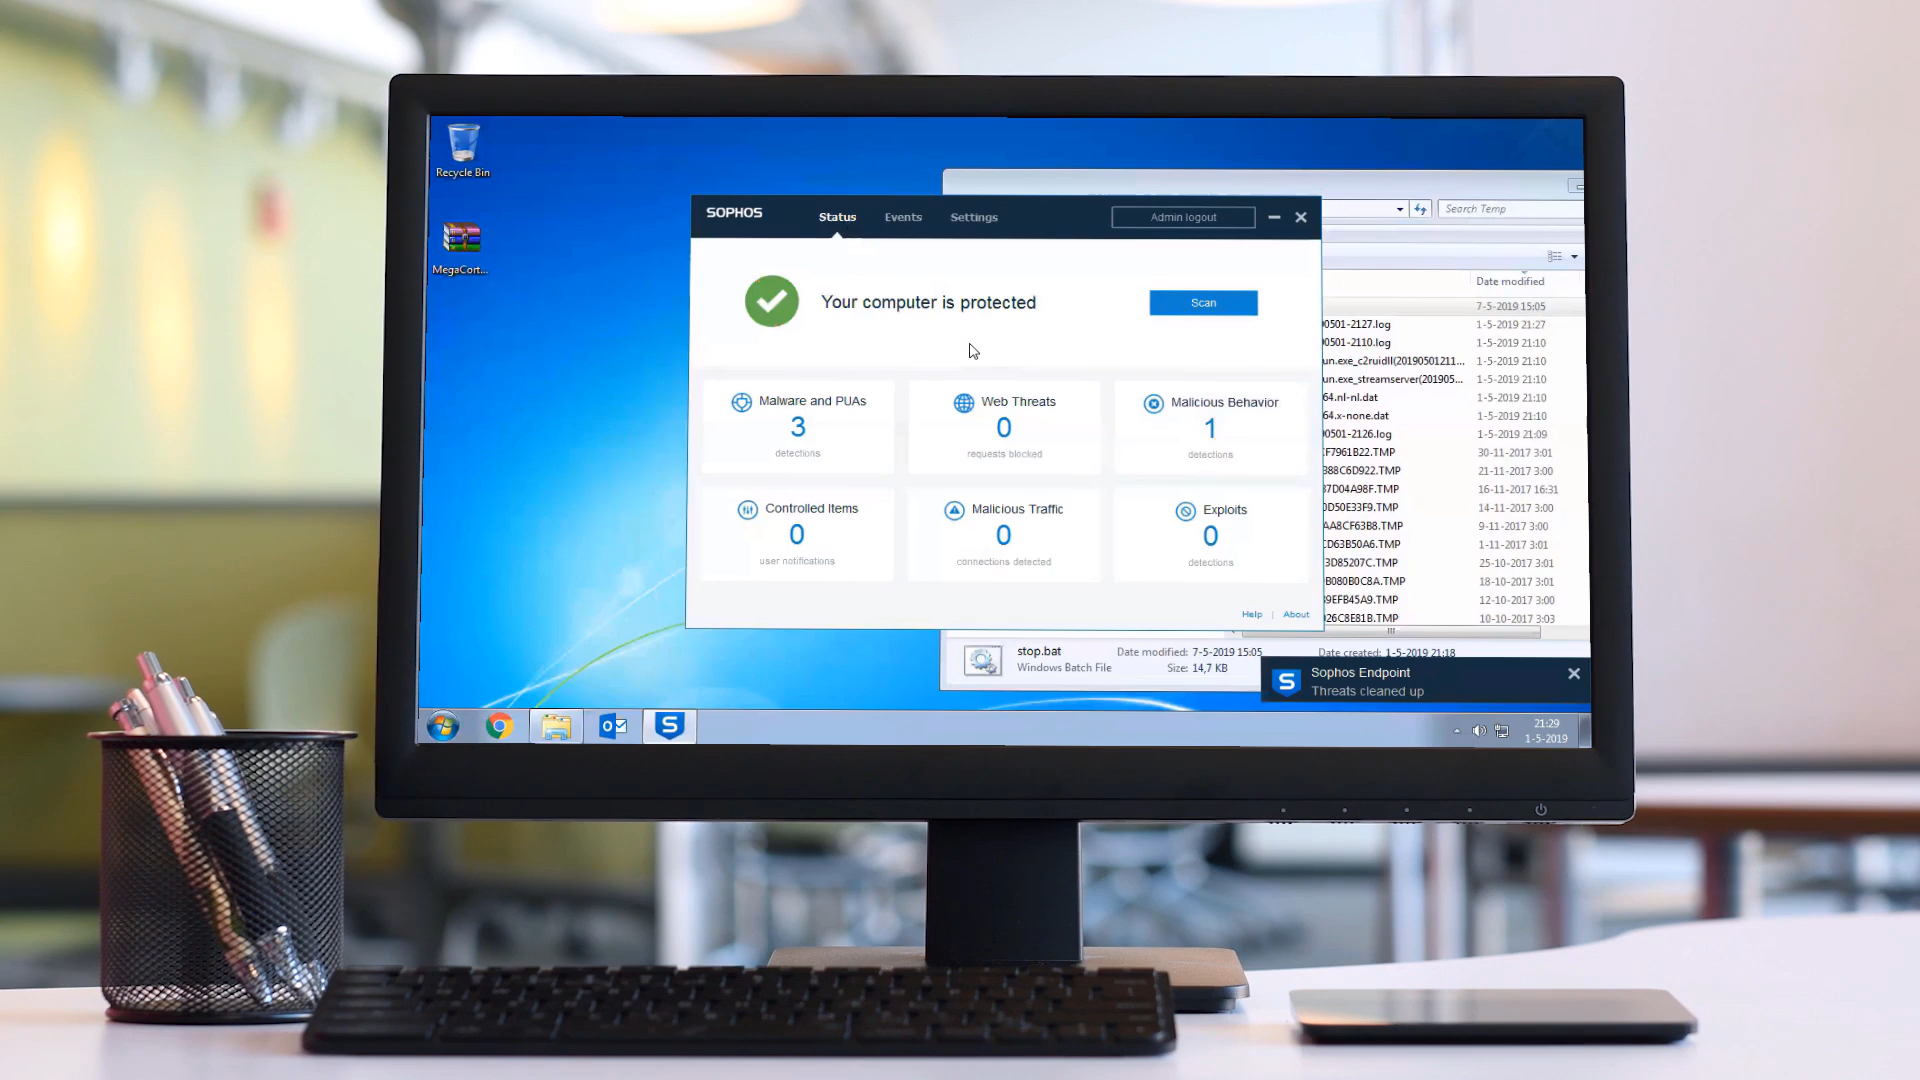 Recycle Bin
MegaCort...
SOPHOS
Status
Events
Settings
Admin logout
Your computer is protected
Scan
Malware and PUAs
3
detections
Web Threats
0
requests blocked
Malicious Behavior
1
detections
Controlled Items
0
user notifications
Malicious Traffic
0
connections detected
Exploits
0
detections
Help | About
Search Temp
Date modified
7-5-2019 15:05
00501-2127.log 1-5-2019 21:27
00501-2110.log 1-5-2019 21:10
un.exe_c2ruidll(20190501211... 1-5-2019 21:10
un.exe_streamserver(201905... 1-5-2019 21:10
64.nl-nl.dat 1-5-2019 21:10
64.x-none.dat 1-5-2019 21:10
00501-2126.log 1-5-2019 21:09
CF7961B22.TMP 30-11-2017 3:01
388C6D922.TMP 21-11-2017 3:00
37D04A98F.TMP 16-11-2017 16:31
0D50E33F9.TMP 14-11-2017 3:00
AA8CF63B8.TMP 9-11-2017 3:00
CD63B50A6.TMP 1-11-2017 3:01
3D85207C.TMP 25-10-2017 3:01
B080B0C8A.TMP 18-10-2017 3:01
39EFB45A9.TMP 12-10-2017 3:00
026C8E81B.TMP 10-10-2017 3:03
stop.bat Date modified: 7-5-2019 15:05 Date created: 1-5-2019 21:18
Windows Batch File Size: 14,7 KB
Sophos Endpoint
Threats cleaned up
S
21:29
1-5-2019